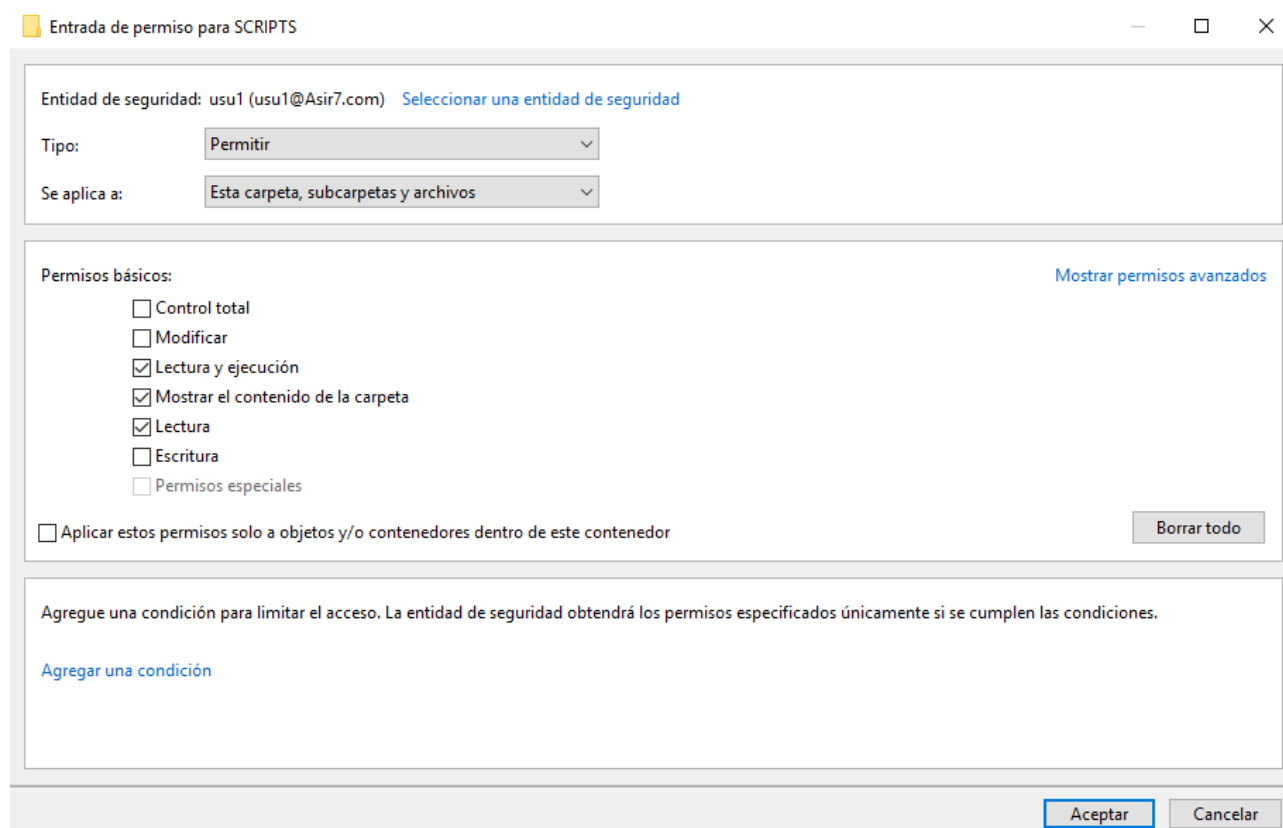 Entrada de permiso para SCRIPTS
Entidad de seguridad: usu1 (usu1@Asir7.com) Seleccionar una entidad de seguridad
Tipo: Permitir
Se aplica a: Esta carpeta, subcarpetas y archivos
Permisos básicos: Mostrar permisos avanzados
Control total
Modificar
Lectura y ejecución
Mostrar el contenido de la carpeta
Lectura
Escritura
Permisos especiales
Aplicar estos permisos solo a objetos y/o contenedores dentro de este contenedor Borrar todo
Agregue una condición para limitar el acceso. La entidad de seguridad obtendrá los permisos especificados únicamente si se cumplen las condiciones.
Agregar una condición
Aceptar Cancelar